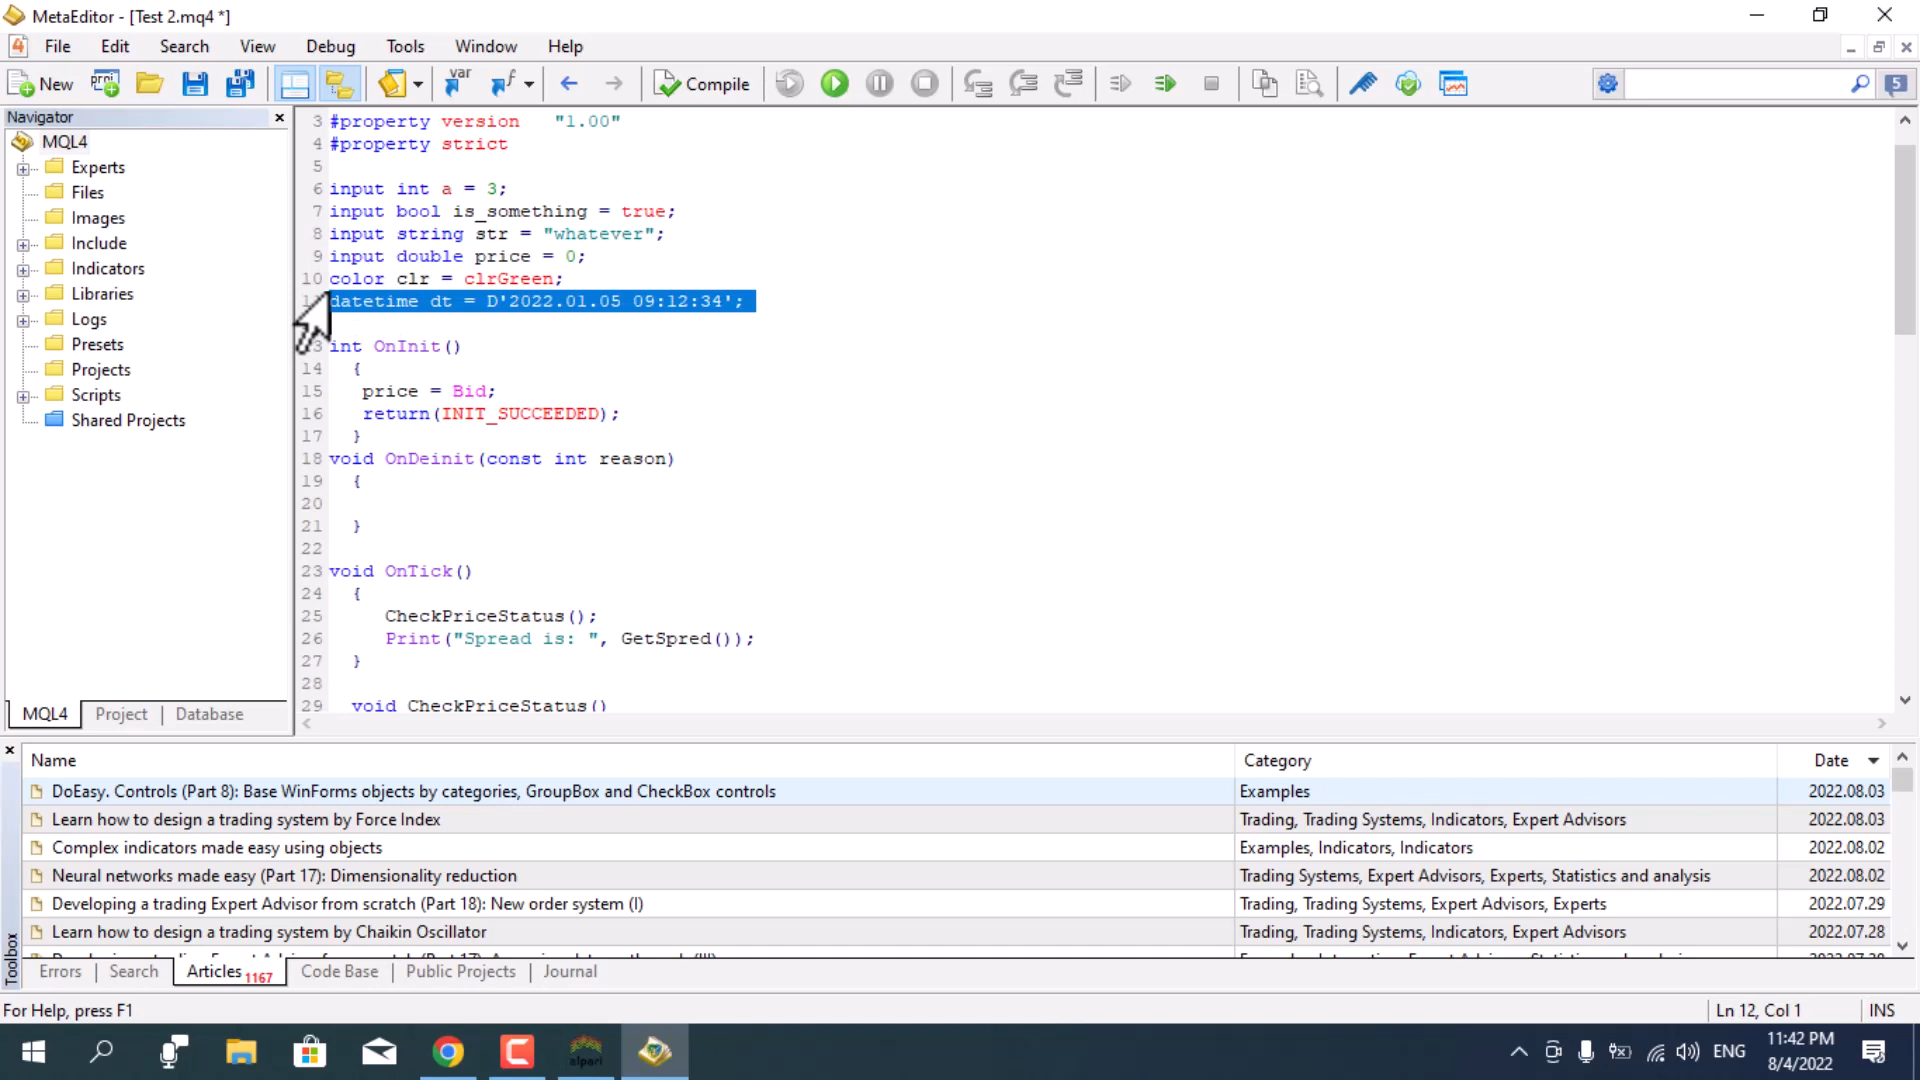 MetaEditor - [Test 2.mq4 *]
File Edit Search View Debug Tools Window Help
New Compile 5
Navigator
MQL4
Experts
Files
Images
Include
Indicators
Libraries
Logs
Presets
Projects
Scripts
Shared Projects
MQL4 Project Database
3 #property version "1.00"
4 #property strict
5
6 input int a = 3;
7 input bool is_something = true;
8 input string str = "whatever";
9 input double price = 0;
10 color clr = clrGreen;
datetime dt = D'2022.01.05 09:12:34';
13 int OnInit()
14 {
15 price = Bid;
16 return(INIT_SUCCEEDED);
17 }
18 void OnDeinit(const int reason)
19 {
20
21 }
22
23 void OnTick()
24 {
25 CheckPriceStatus();
26 Print("Spread is: ", GetSpred());
27 }
28
29 void CheckPriceStatus()
Name Category Date
DoEasy. Controls (Part 8): Base WinForms objects by categories, GroupBox and CheckBox controls Examples 2022.08.03
Learn how to design a trading system by Force Index Trading, Trading Systems, Indicators, Expert Advisors 2022.08.03
Complex indicators made easy using objects Examples, Indicators, Indicators 2022.08.02
Neural networks made easy (Part 17): Dimensionality reduction Trading Systems, Expert Advisors, Experts, Statistics and analysis 2022.08.02
Developing a trading Expert Advisor from scratch (Part 18): New order system (I) Trading, Trading Systems, Expert Advisors, Experts 2022.07.29
Learn how to design a trading system by Chaikin Oscillator Trading, Trading Systems, Indicators, Expert Advisors 2022.07.28
Toolbox
Errors Search Articles 1167 Code Base Public Projects Journal
For Help, press F1 Ln 12, Col 1 INS
alpari
ENG
11:42 PM
8/4/2022